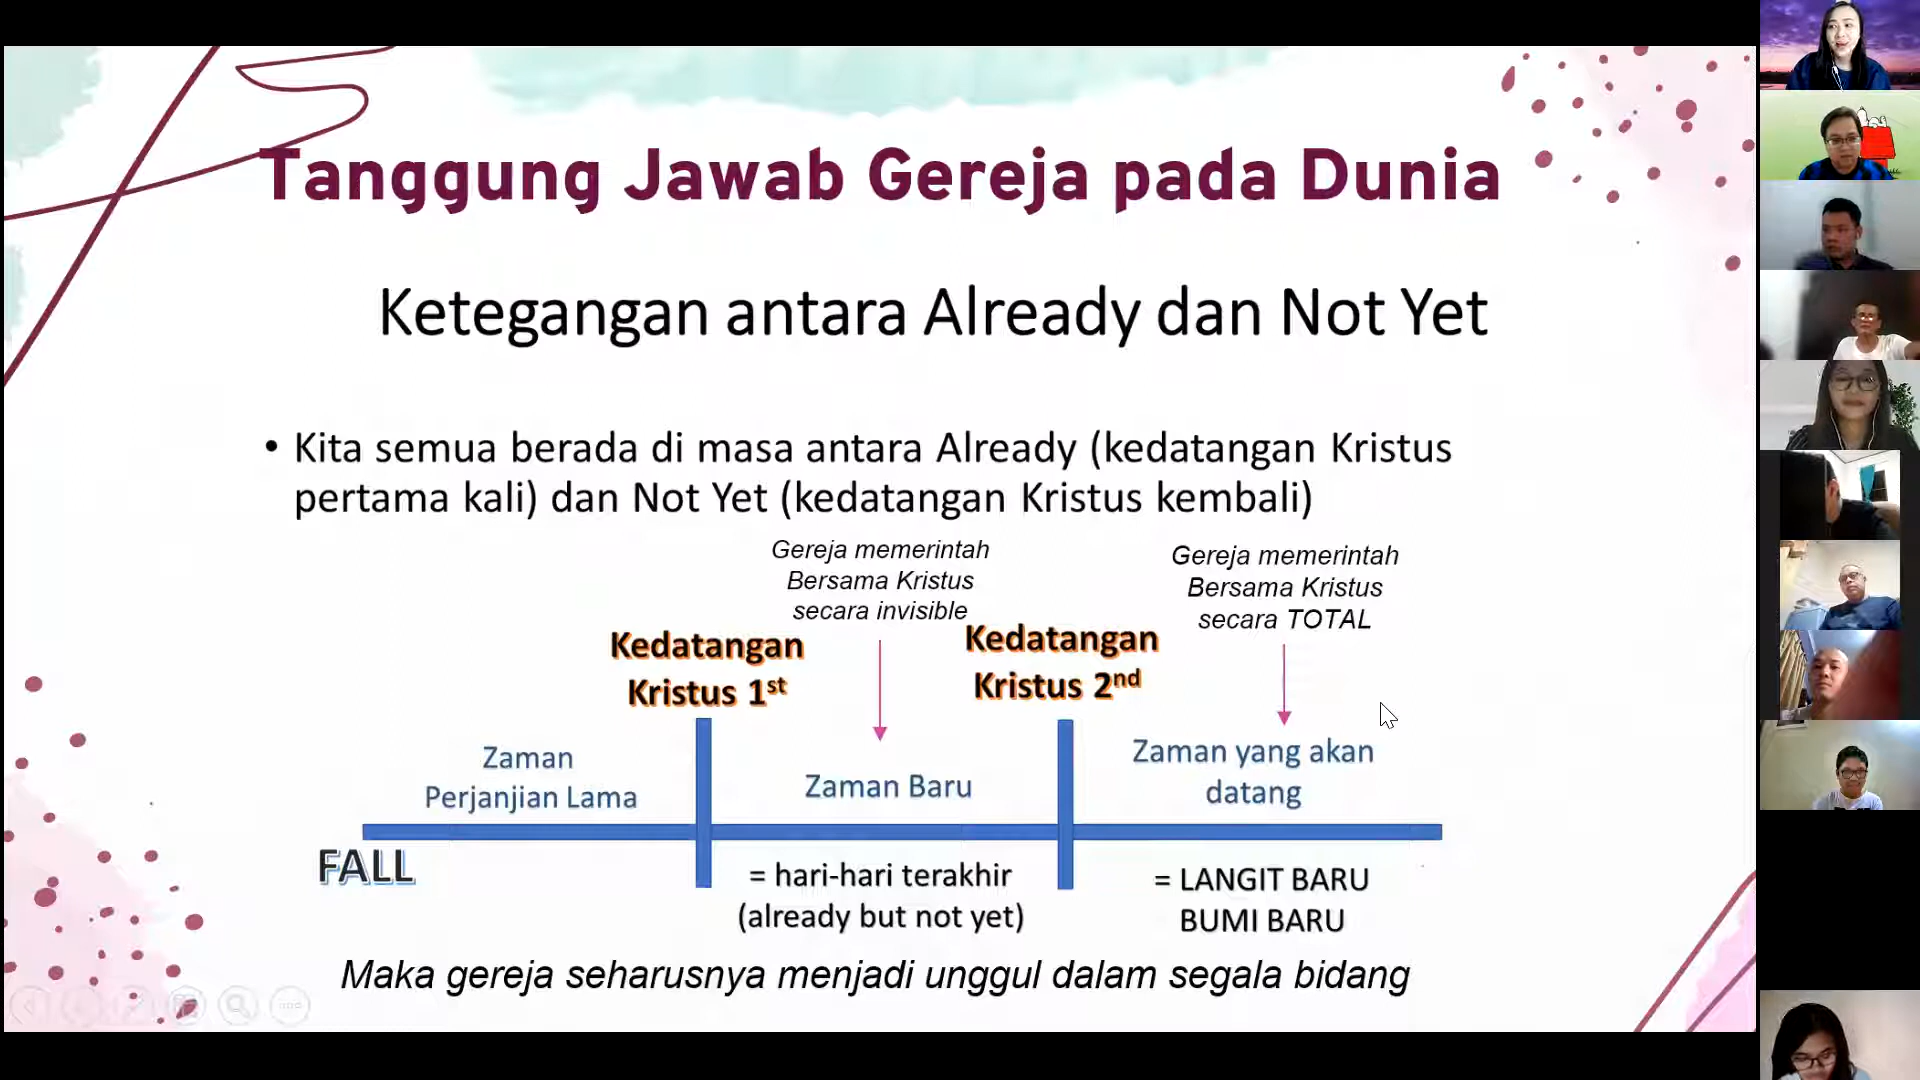 Tanggung Jawab Gereja pada Dunia
Ketegangan antara Already dan Not Yet
• Kita semua berada di masa antara Already (kedatangan Kristus
pertama kali) dan Not Yet (kedatangan Kristus kembali)
Gereja memerintah
Bersama Kristus
secara invisible
Gereja memerintah
Bersama Kristus
secara TOTAL
Kedatangan
Kristus 1st
Kedatangan
Kristus 2nd
Zaman
Perjanjian Lama
Zaman Baru
Zaman yang akan
datang
FALL
= hari-hari terakhir
(already but not yet)
= LANGIT BARU
BUMI BARU
Maka gereja seharusnya menjadi unggul dalam segala bidang